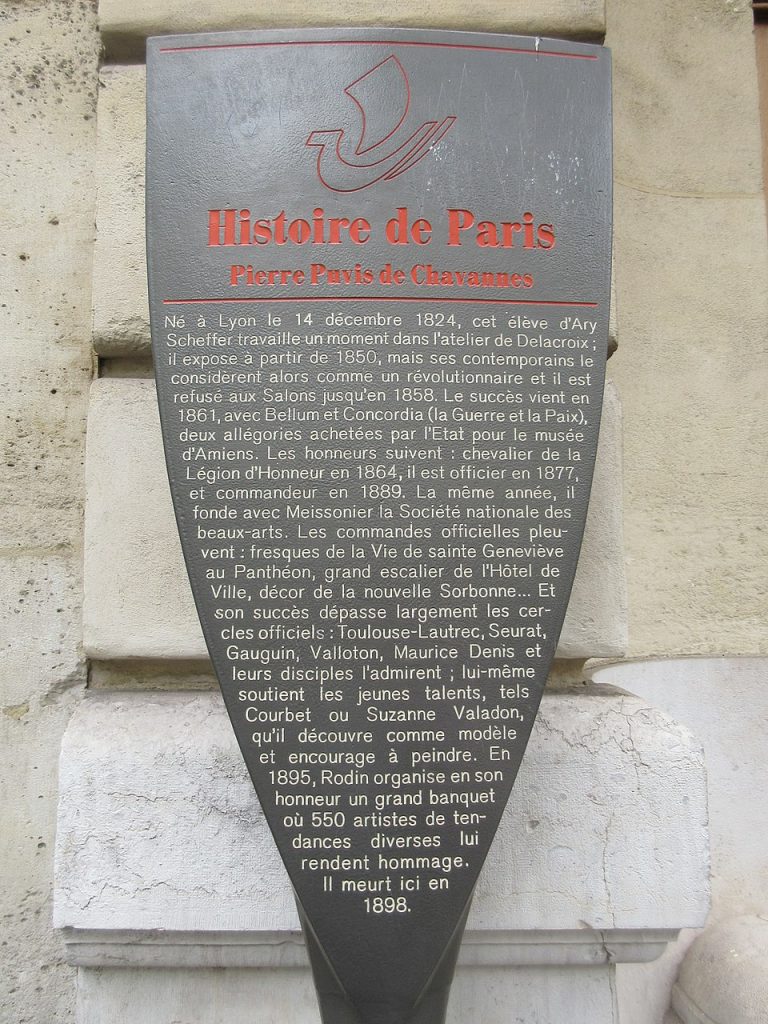 Histoire de Paris
Pierre Puvis de Chavannes
Né à Lyon le 14 décembre 1824, cet élève d'Ary
Scheffer travaille un moment dans l'atelier de Delacroix ;
il expose à partir de 1850, mais ses contemporains le
considèrent alors comme un révolutionnaire et il est
refusé aux Salons jusqu'en 1858. Le succès vient en
1861, avec Bellum et Concordia (la Guerre et la Paix),
deux allégories achetées par l'Etat pour le musée
d'Amiens. Les honneurs suivent : chevalier de la
Légion d'Honneur en 1864, il est officier en 1877,
et commandeur en 1889. La même année, il
fonde avec Meissonier la Société nationale des
beaux-arts. Les commandes officielles pleu-
vent : fresques de la Vie de sainte Geneviève
au Panthéon, grand escalier de l'Hôtel de
Ville, décor de la nouvelle Sorbonne... Et
son succès dépasse largement les cer-
cles officiels : Toulouse-Lautrec, Seurat,
Gauguin, Valloton, Maurice Denis et
leurs disciples l'admirent ; lui-même
soutient les jeunes talents, tels
Courbet ou Suzanne Valadon,
qu'il découvre comme modèle
et encourage à peindre. En
1895, Rodin organise en son
honneur un grand banquet
où 550 artistes de ten-
dances diverses lui
rendent hommage.
Il meurt ici en
1898.